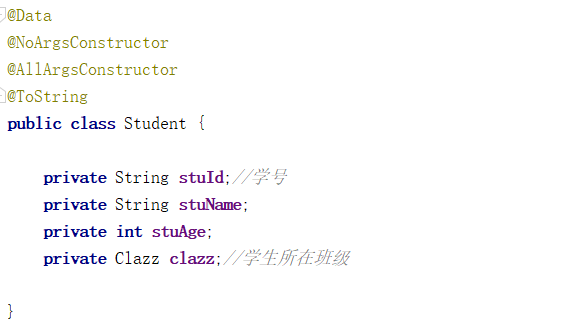 @Data
@NoArgsConstructor
@AllArgsConstructor
@ToString
public class Student {
private String stuId;//学号
private String stuName;
private int stuAge;
private Clazz clazz;//学生所在班级
}